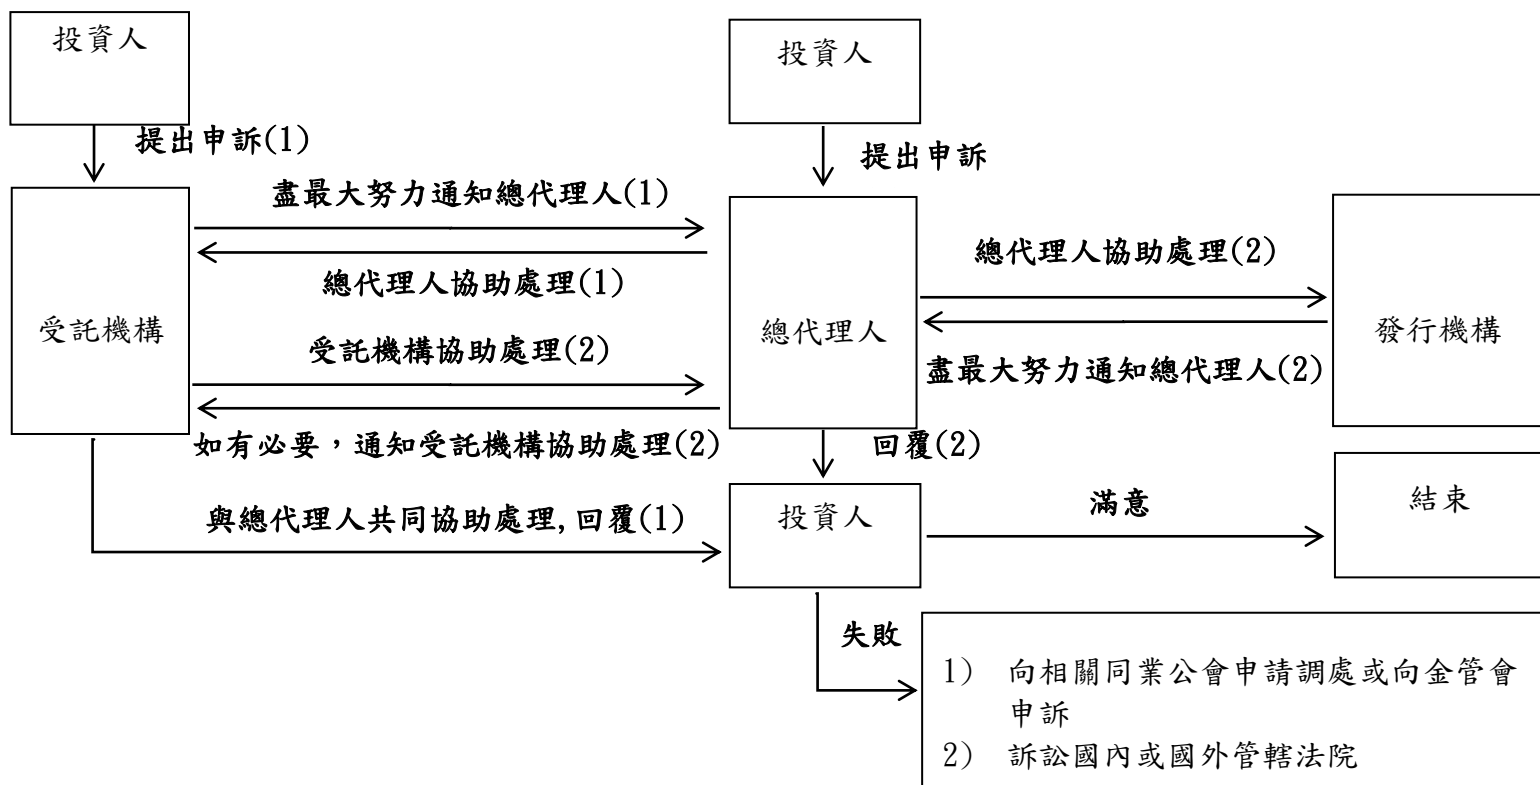 投資人
投資人
提出申訴(1)
提出申訴
盡最大努力通知總代理人(1)
總代理人協助處理(1)
總代理人協助處理(2)
受託機構
總代理人
發行機構
受託機構協助處理(2)
盡最大努力通知總代理人(2)
如有必要，通知受託機構協助處理(2)
回覆(2)
與總代理人共同協助處理,回覆(1)
投資人
滿意
結束
失敗
1) 向相關同業公會申請調處或向金管會
申訴
2) 訴訟國內或國外管轄法院